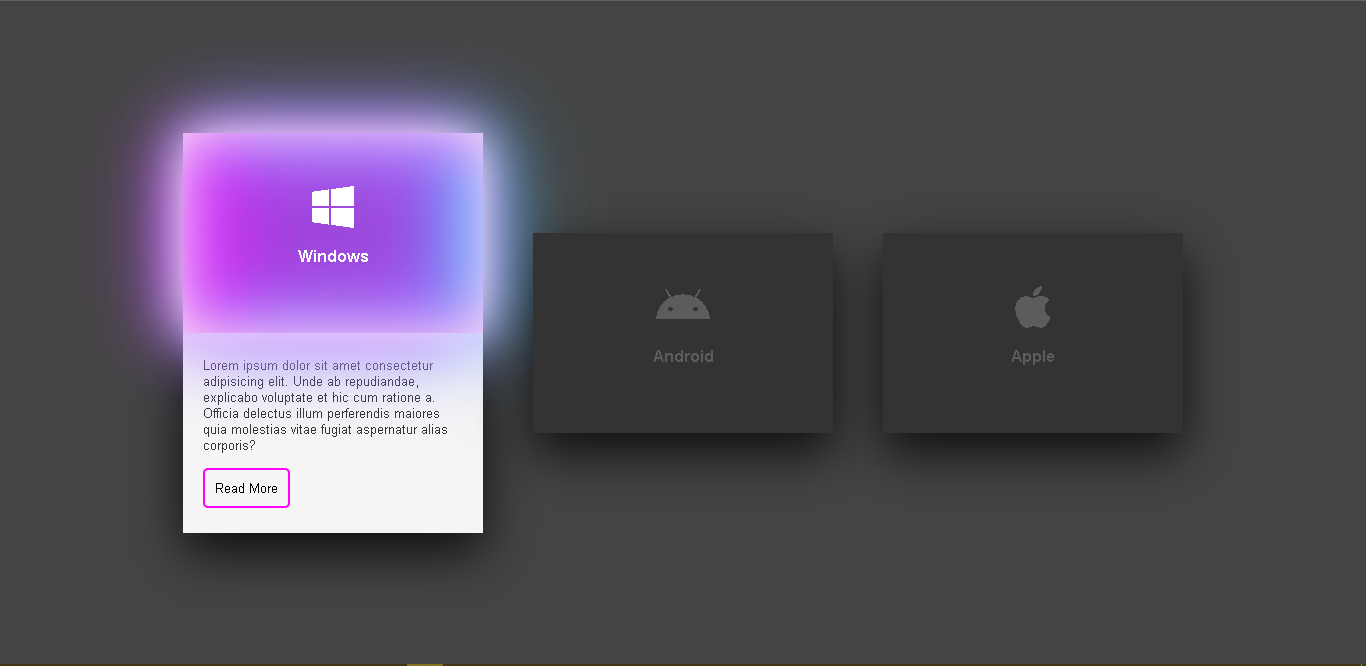 Windows
Lorem ipsum dolor sit amet consectetur
adipisicing elit. Unde ab repudiandae,
explicabo voluptate et hic cum ratione a.
Officia delectus illum perferendis maiores
quia molestias vitae fugiat aspernatur alias
corporis?
Read More
Android
Apple